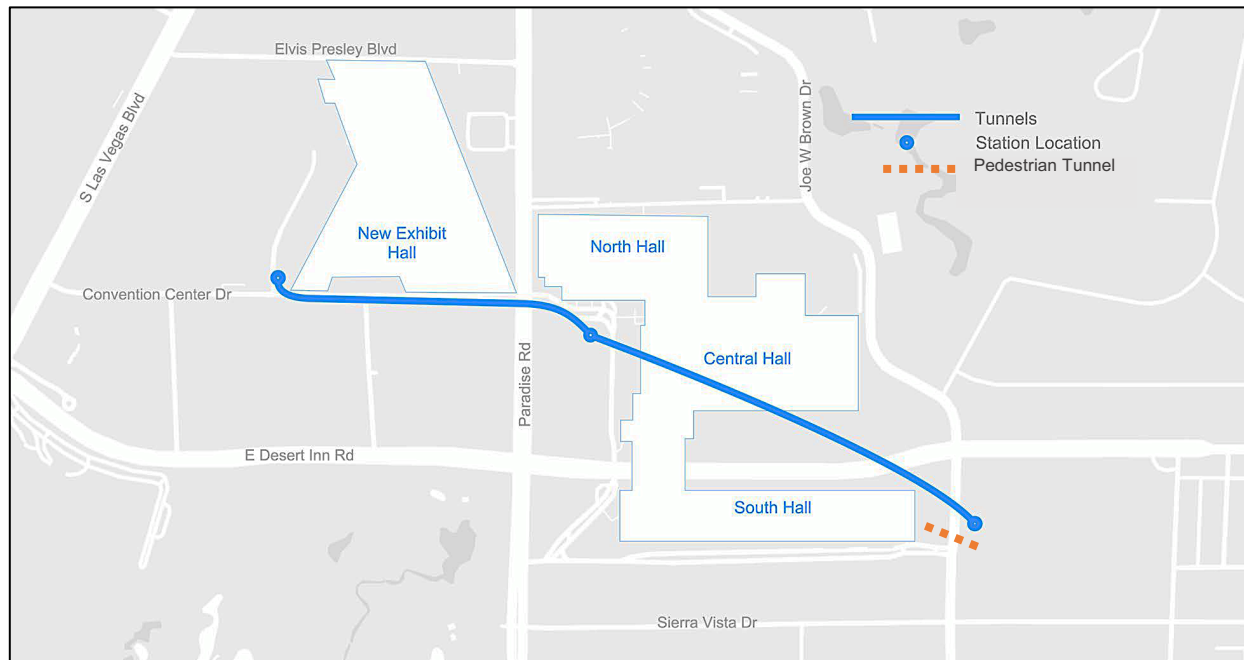 Elvis Presley Blvd
S Las Vegas Blvd
Joe W Brown Dr
Tunnels
Station Location
Pedestrian Tunnel
New Exhibit
Hall
North Hall
Convention Center Dr
Central Hall
Paradise Rd
E Desert Inn Rd
South Hall
Sierra Vista Dr